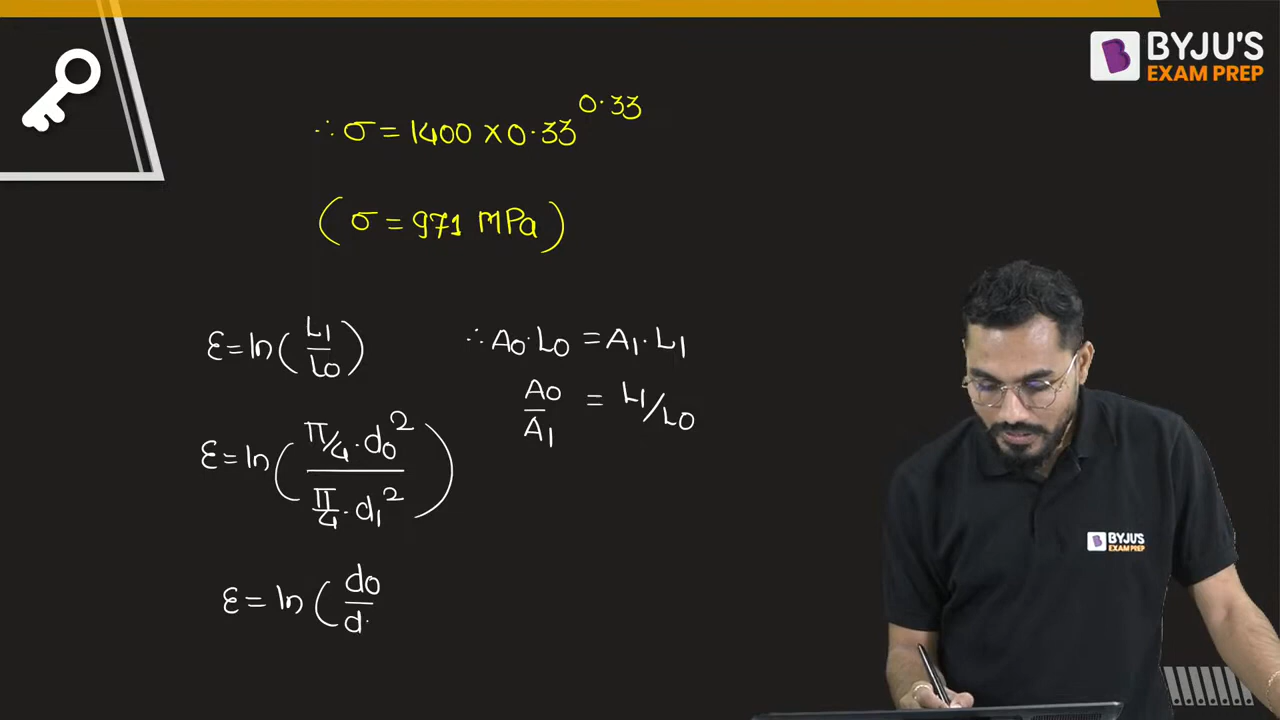 BYJU'S
EXAM PREP
∴ σ = 1400 × 0.33^0.33
(σ = 971 MPa)
ε = ln(L1/L0)
∴ A0·L0 = A1·L1
A0/A1 = L1/L0
ε = ln(π/4·d0²/π/4·d1²)
ε = ln(d0/d
BYJU'S
EXAM PREP